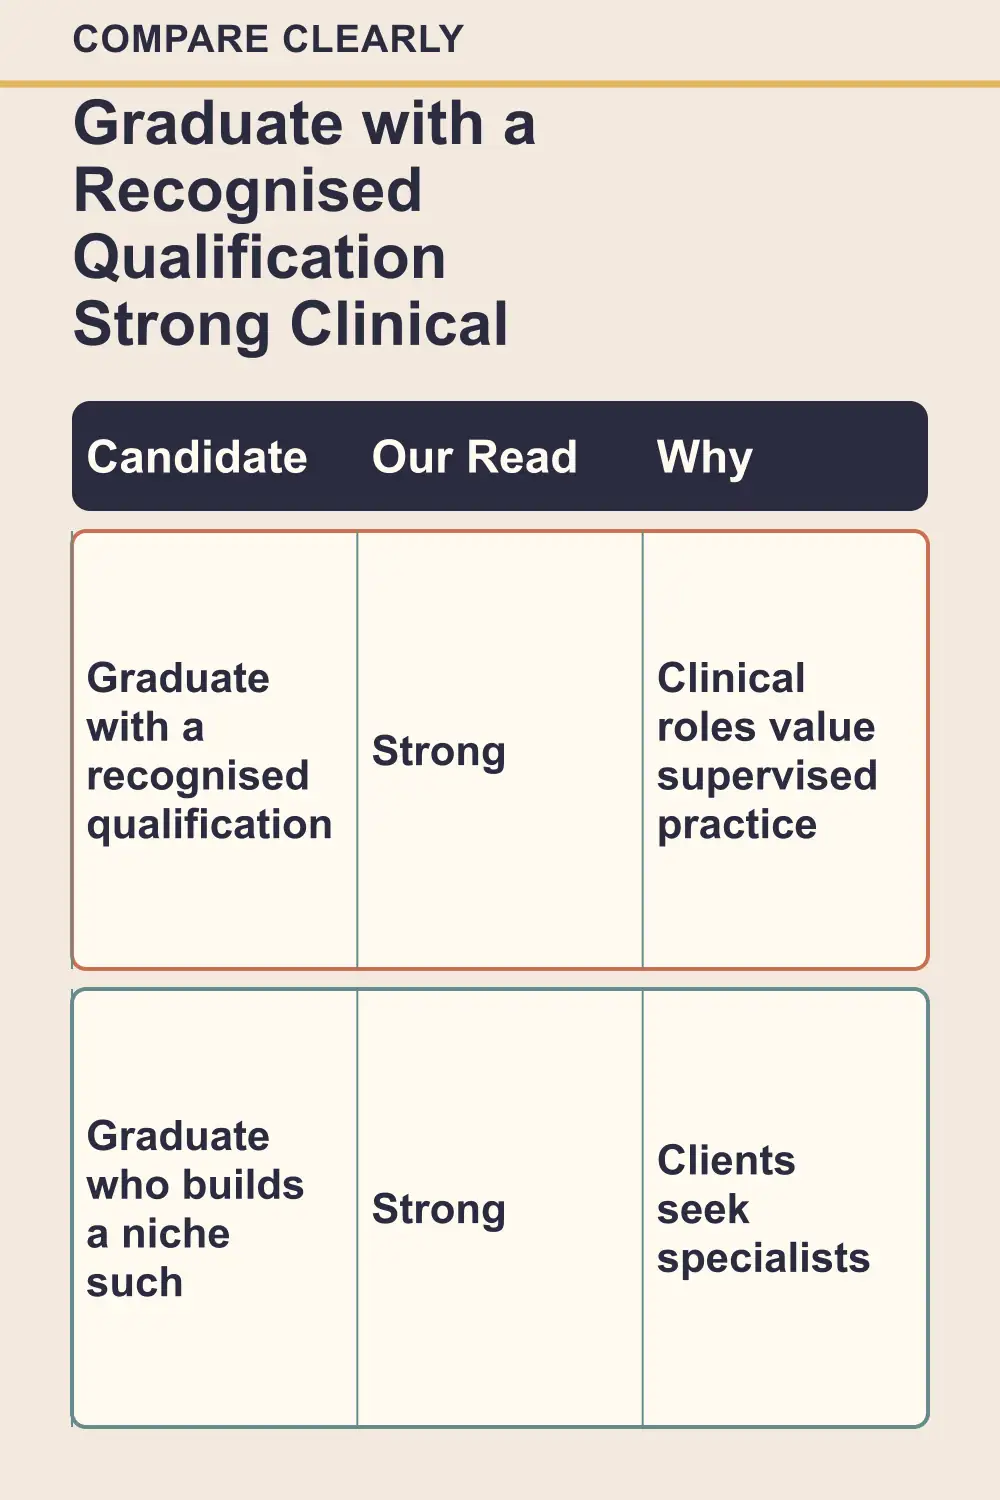 COMPARE CLEARLY
Graduate with a
Recognised
Qualification
Strong Clinical
Candidate
Our Read
Why
Graduate
with a
recognised
qualification
Strong
Clinical
roles value
supervised
practice
Graduate
who builds
a niche
such
Strong
Clients
seek
specialists